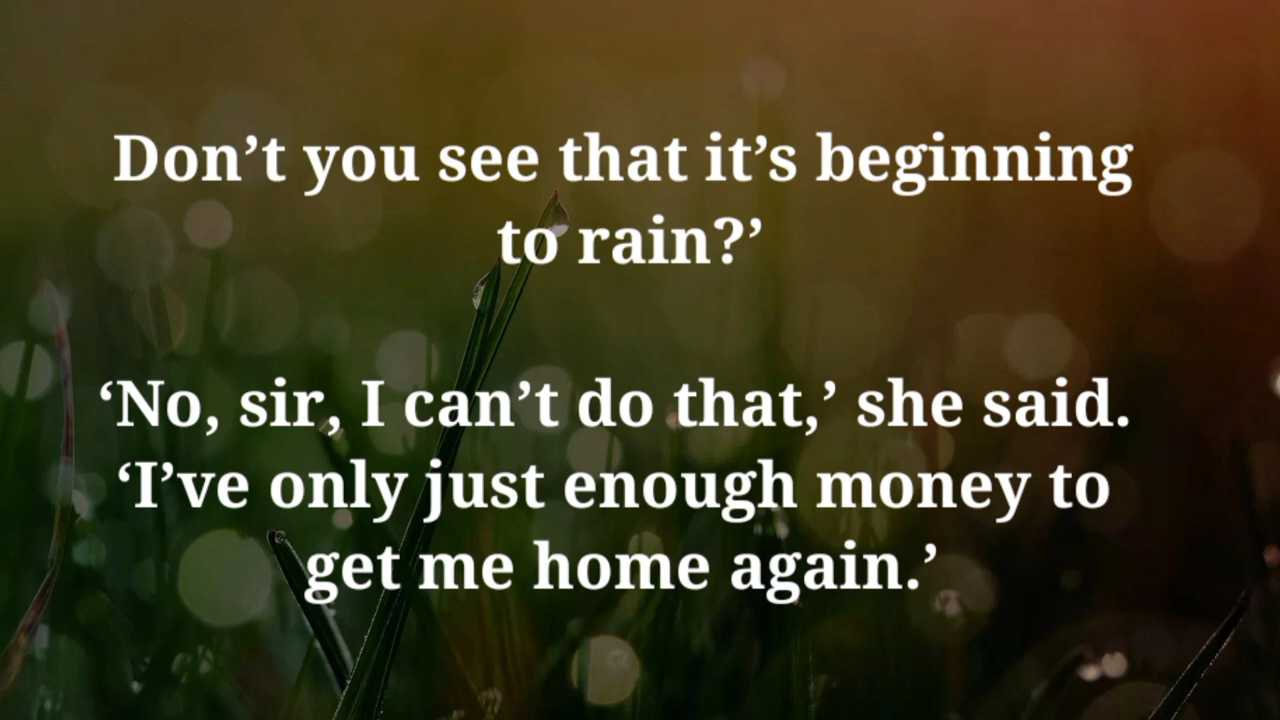 Don’t you see that it’s beginning
to rain?’
‘No, sir, I can’t do that,’ she said.
‘I’ve only just enough money to
get me home again.’